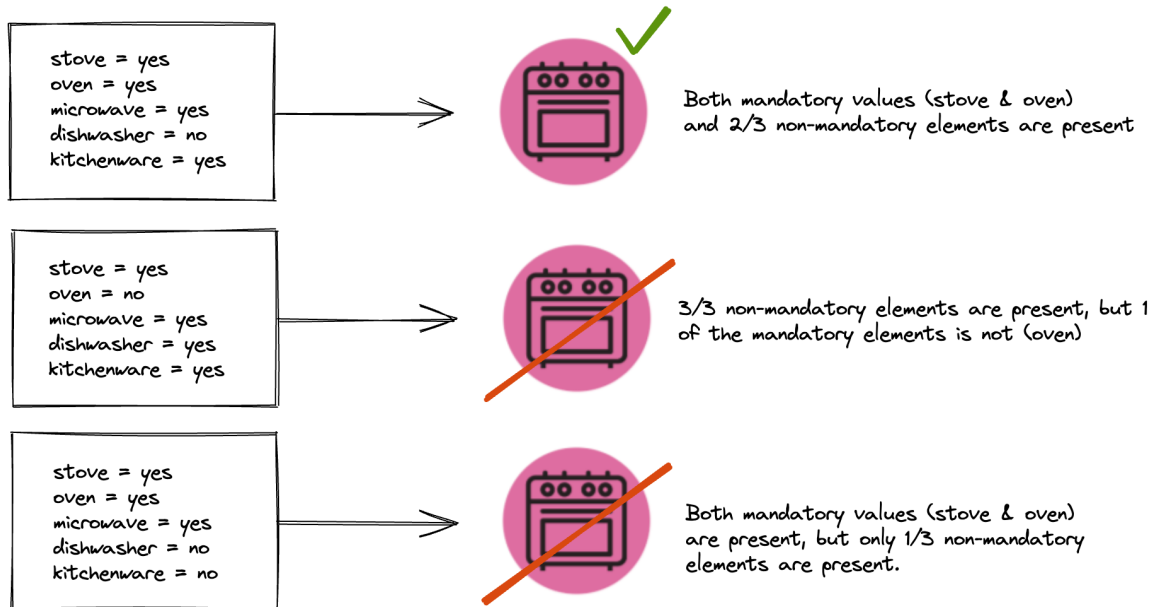 stove = yes
oven = yes
microwave = yes
dishwasher = no
kitchenware = yes
Both mandatory values (stove & oven)
and 2/3 non-mandatory elements are present
stove = yes
oven = no
microwave = yes
dishwasher = yes
kitchenware = yes
3/3 non-mandatory elements are present, but 1
of the mandatory elements is not (oven)
stove = yes
oven = yes
microwave = yes
dishwasher = no
kitchenware = no
Both mandatory values (stove & oven)
are present, but only 1/3 non-mandatory
elements are present.